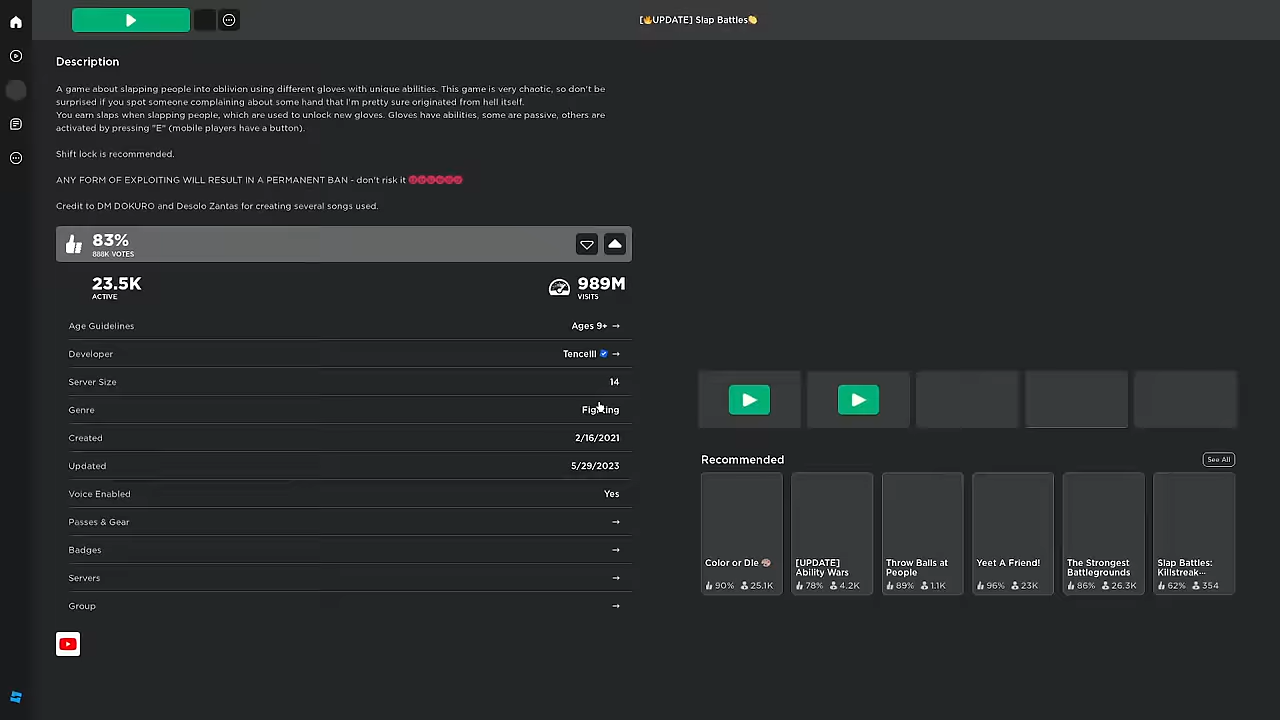 [🔥UPDATE] Slap Battles👏
Description
A game about slapping people into oblivion using different gloves with unique abilities. This game is very chaotic, so don't be
surprised if you spot someone complaining about some hand that I'm pretty sure originated from hell itself.
You earn slaps when slapping people, which are used to unlock new gloves. Gloves have abilities, some are passive, others are
activated by pressing "E" (mobile players have a button).
Shift lock is recommended.
ANY FORM OF EXPLOITING WILL RESULT IN A PERMANENT BAN - don't risk it
Credit to DM DOKURO and Desolo Zantas for creating several songs used.
83%
888K VOTES
23.5K
ACTIVE
989M
VISITS
Age Guidelines Ages 9+ →
Developer Tencelll →
Server Size 14
Genre Fighting
Created 2/16/2021
Updated 5/29/2023
Voice Enabled Yes
Passes & Gear →
Badges →
Servers →
Group →
Recommended
See All
Color or Die 🎨
90% 25.1K
[UPDATE]
Ability Wars
78% 4.2K
Throw Balls at
People
89% 1.1K
Yeet A Friend!
96% 23K
The Strongest
Battlegrounds
86% 26.3K
Slap Battles:
Killstreak...
62% 354